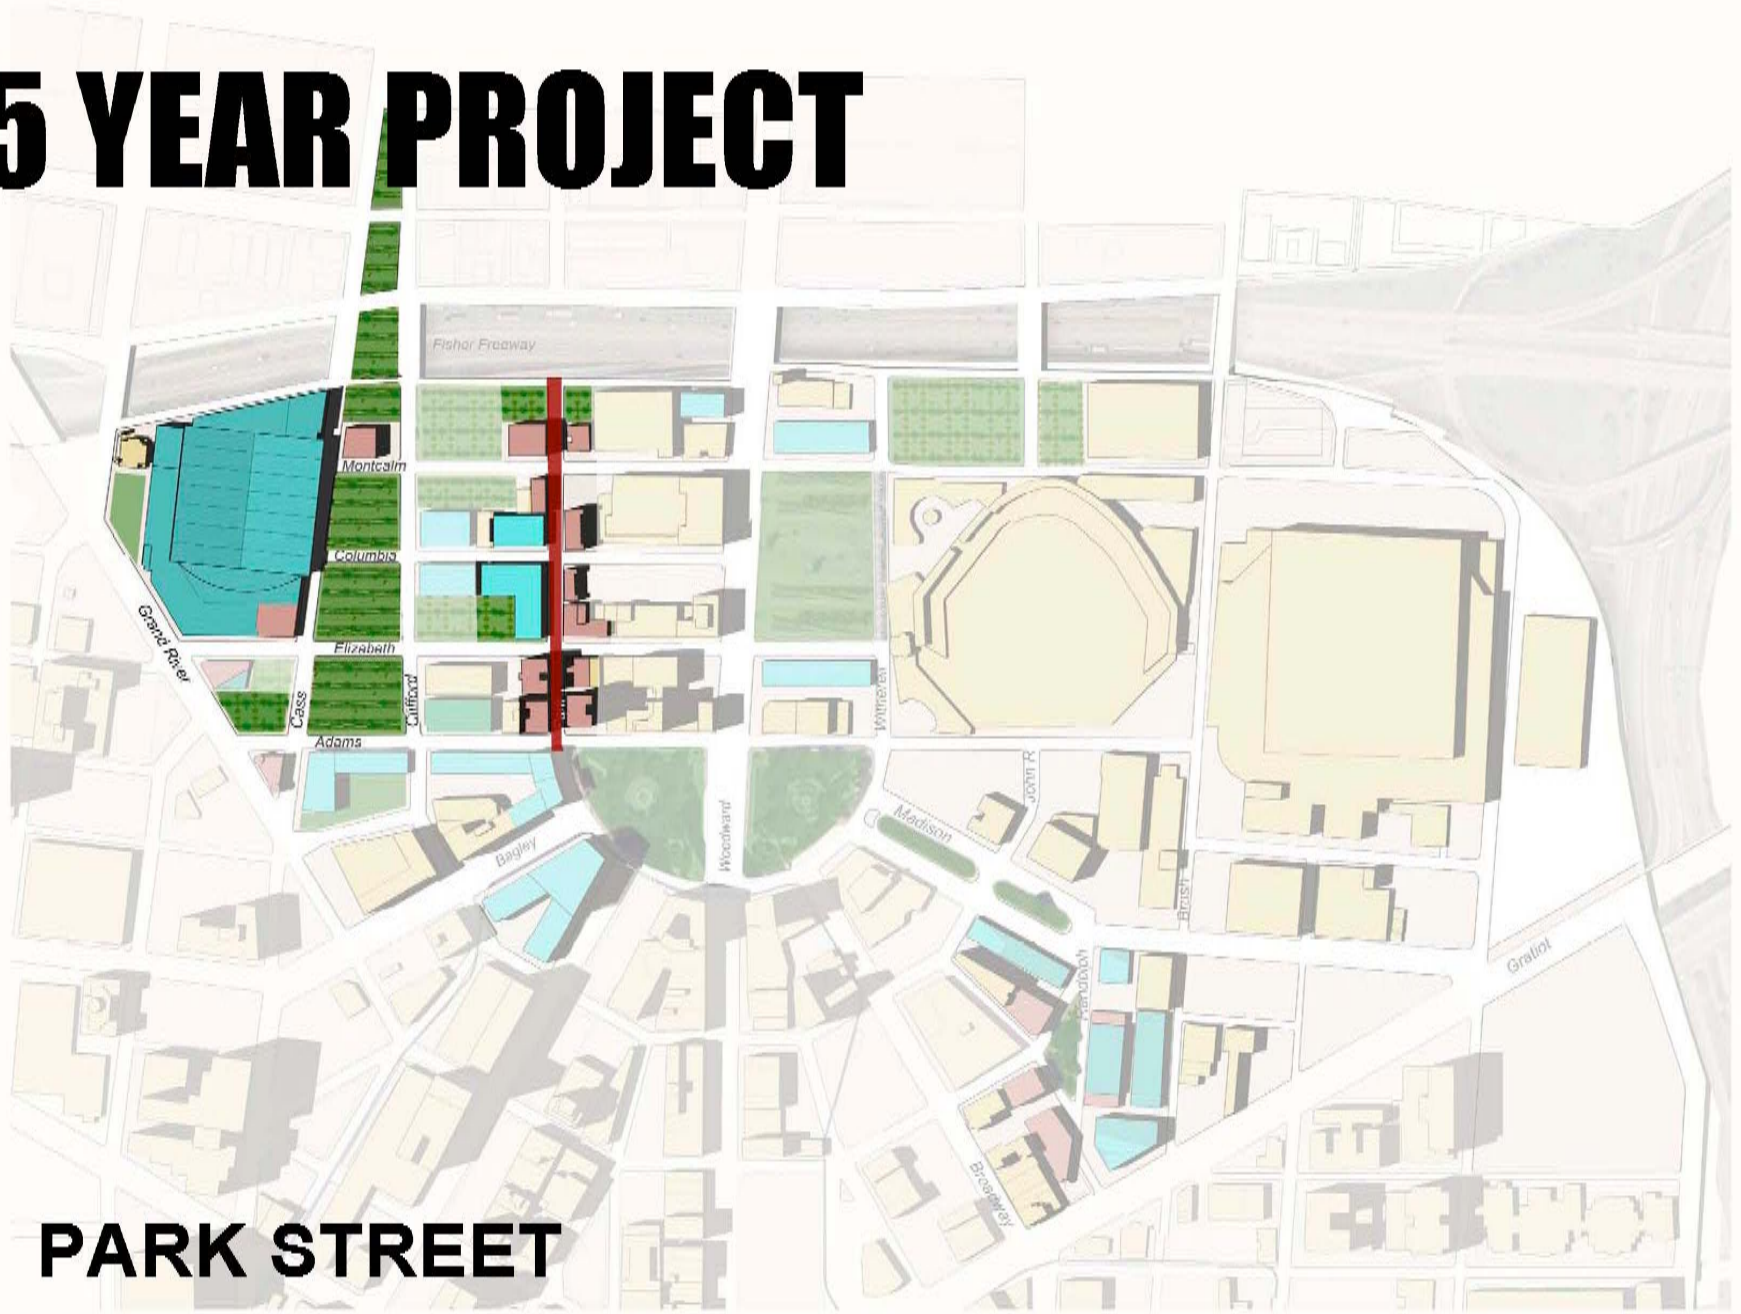 5 YEAR PROJECT
Fisher Freeway
Montcalm
Columbia
Grand River
Elizabeth
Cass
Clifford
Adams
Witherell
Woodward
Madison
John R
Bagley
Brush
Randolph
Gratiot
Broadway
PARK STREET